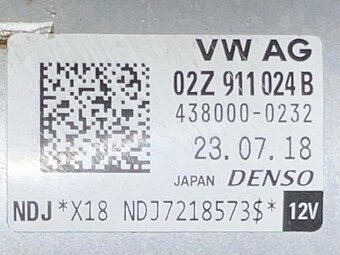 VW AG
02Z 911 024 B
438000-0232
23.07.18
JAPAN DENSO
NDJ *X18 NDJ7218573$* 12V